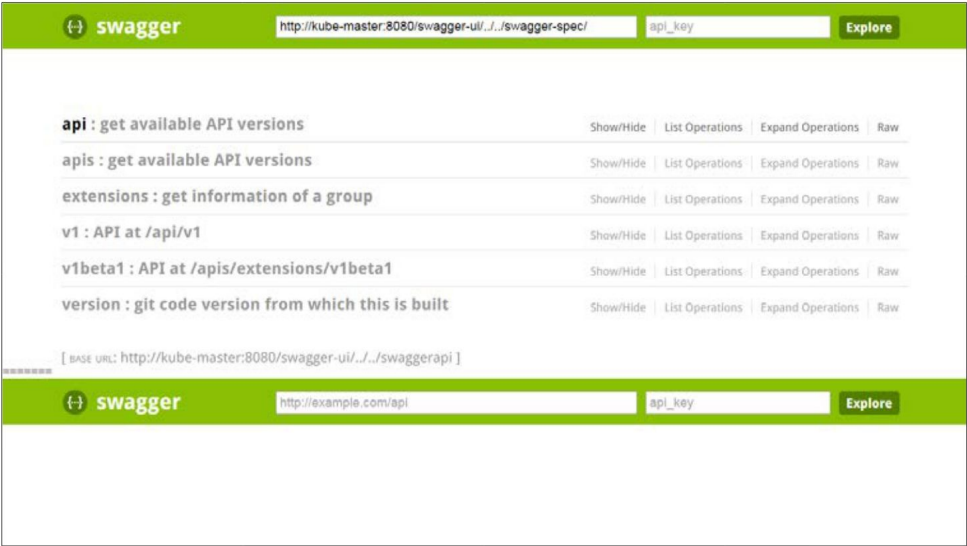 swagger http://kube-master:8080/swagger-ui/../../swagger-spec/ api_key Explore
api : get available API versions Show/Hide List Operations Expand Operations Raw
apis : get available API versions Show/Hide List Operations Expand Operations Raw
extensions : get information of a group Show/Hide List Operations Expand Operations Raw
v1 : API at /api/v1 Show/Hide List Operations Expand Operations Raw
v1beta1 : API at /apis/extensions/v1beta1 Show/Hide List Operations Expand Operations Raw
version : git code version from which this is built Show/Hide List Operations Expand Operations Raw
[ BASE URL: http://kube-master:8080/swagger-ui/../../swaggerapi ]
=======
swagger http://example.com/api api_key Explore